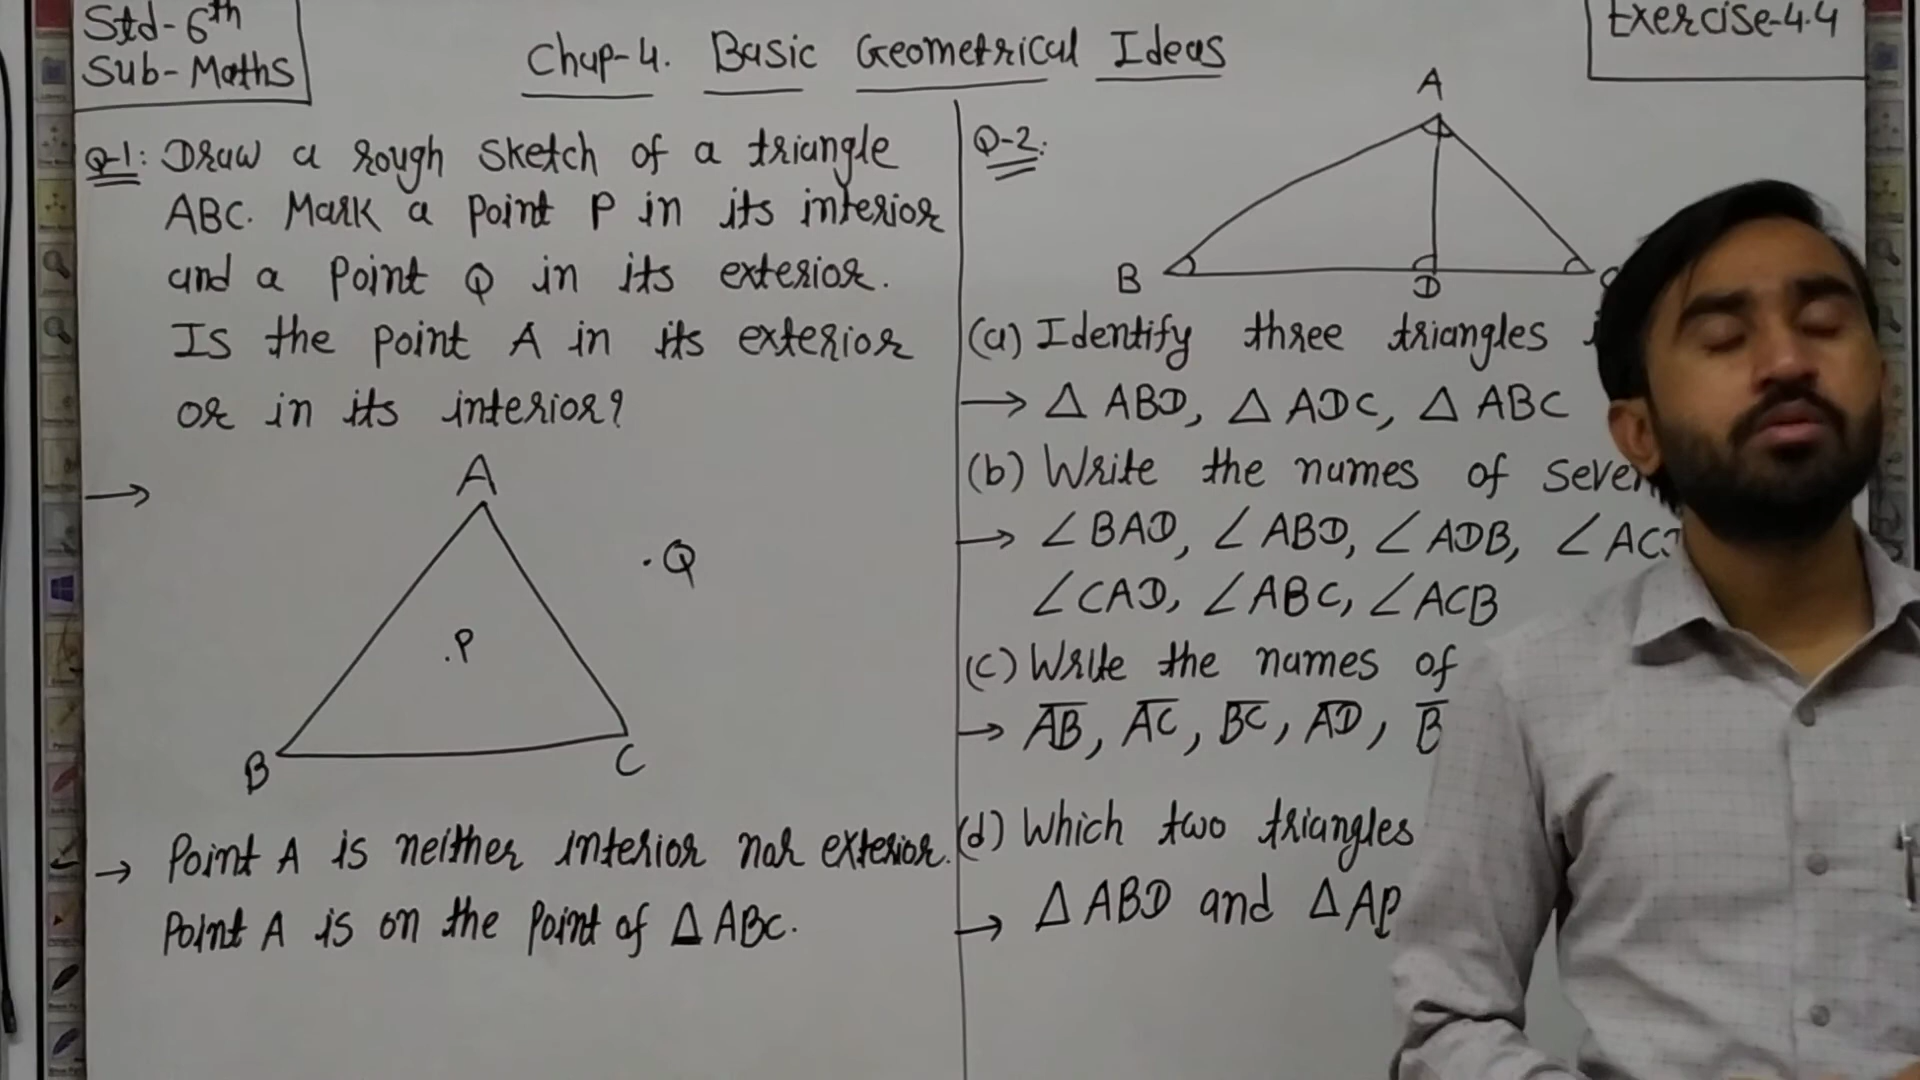 Std-6th
Sub-Maths
Chap-4. Basic Geometrical Ideas
Exercise-4.4
Q-1: Draw a rough sketch of a triangle
ABC. Mark a point P in its interior
and a point Q in its exterior.
Is the point A in its exterior
or in its interior?
→
A
.Q
.P
B
C
→ Point A is neither interior nor exterior.
Point A is on the point of △ ABC.
Q-2:
A
B
D
(a) Identify three triangles
→ △ ABD, △ ADC, △ ABC
(b) Write the names of seven
→ ∠BAD, ∠ABD, ∠ADB, ∠AC
∠CAD, ∠ABC, ∠ACB
(c) Write the names of
→ A̅B̅, A̅C̅, B̅C̅, A̅D̅, B̅
(d) Which two triangles
→ △ ABD and △ AD